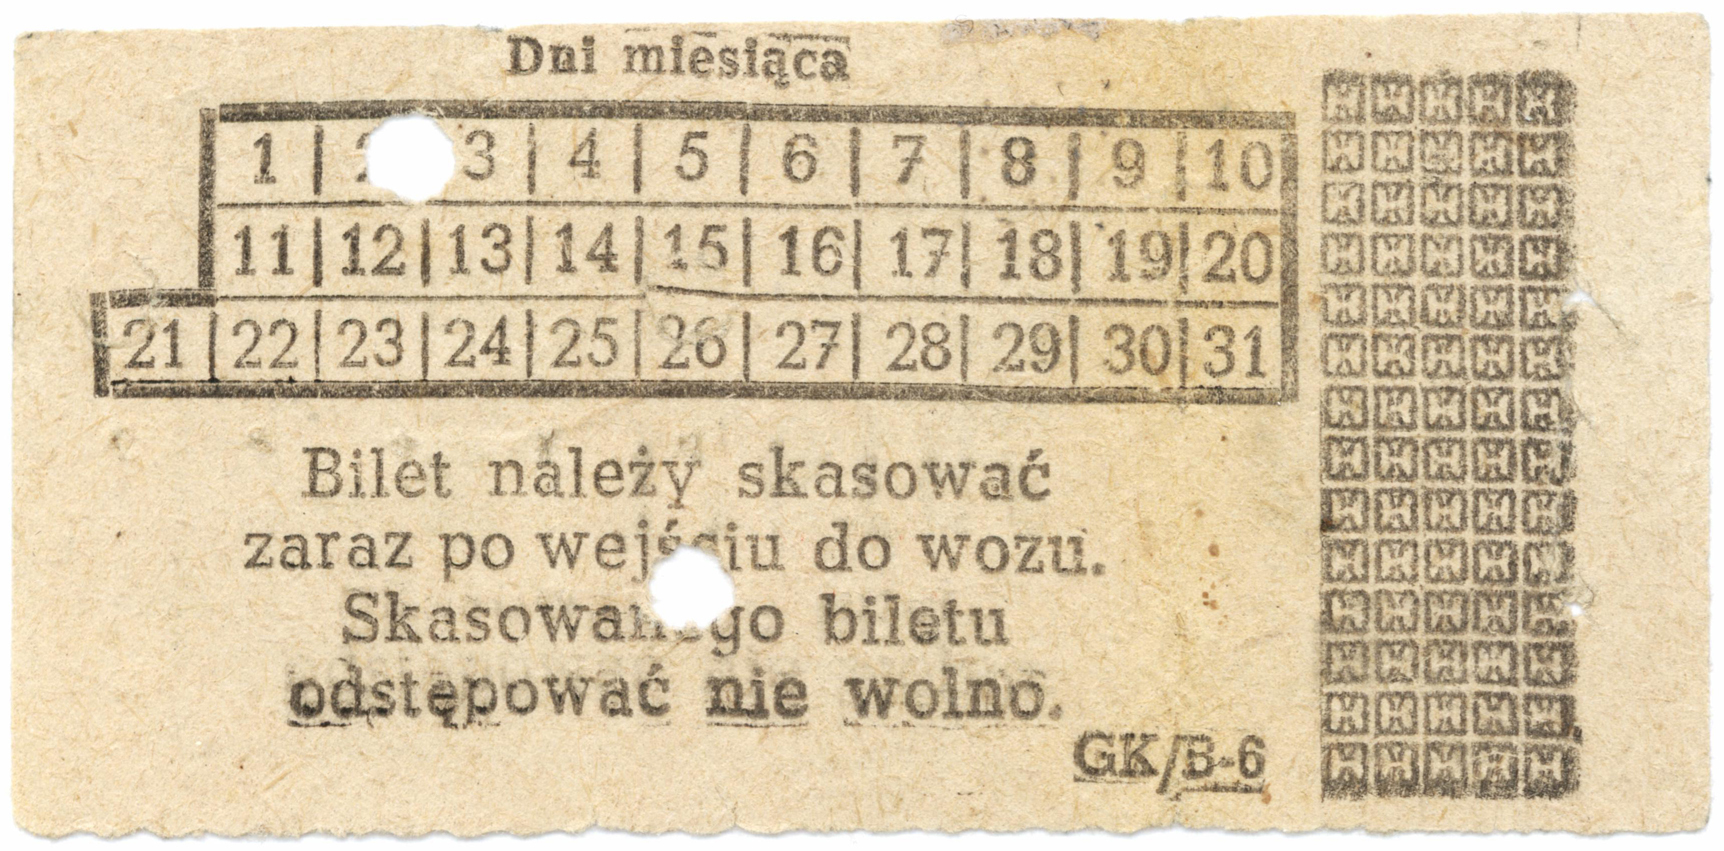 Dni miesiąca
1 | 2 | 3 | 4 | 5 | 6 | 7 | 8 | 9 | 10
11 | 12 | 13 | 14 | 15 | 16 | 17 | 18 | 19 | 20
21 | 22 | 23 | 24 | 25 | 26 | 27 | 28 | 29 | 30 | 31
Bilet należy skasować
zaraz po wejściu do wozu.
Skasowanego biletu
odstępować nie wolno.
GK/B-6